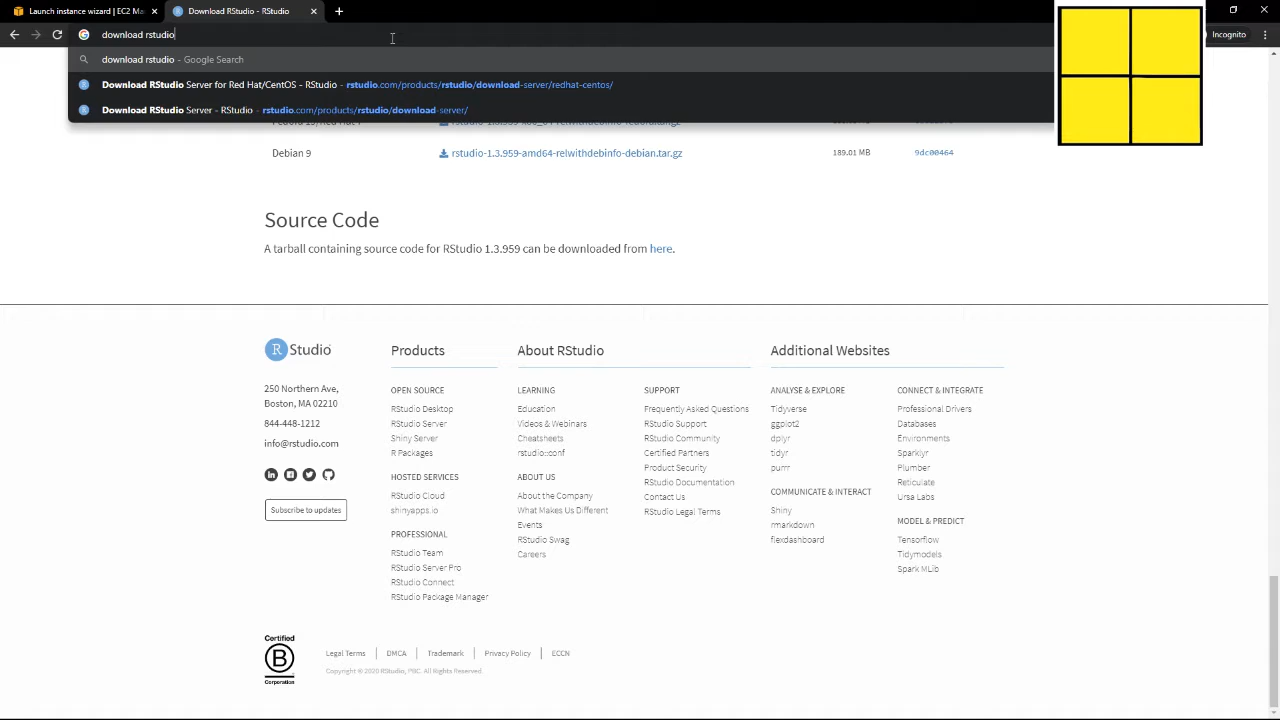 Launch instance wizard | EC2 Ma
Download RStudio - RStudio
download rstudio
Incognito
download rstudio - Google Search
Download RStudio Server for Red Hat/CentOS - RStudio - rstudio.com/products/rstudio/download-server/redhat-centos/
Download RStudio Server - RStudio - rstudio.com/products/rstudio/download-server/
Debian 9
rstudio-1.3.959-amd64-relwithdebinfo-debian.tar.gz
189.01 MB
9dc00464
Source Code
A tarball containing source code for RStudio 1.3.959 can be downloaded from here.
R Studio
250 Northern Ave,
Boston, MA 02210
844-448-1212
info@rstudio.com
Subscribe to updates
Products
OPEN SOURCE
RStudio Desktop
RStudio Server
Shiny Server
R Packages
HOSTED SERVICES
RStudio Cloud
shinyapps.io
PROFESSIONAL
RStudio Team
RStudio Server Pro
RStudio Connect
RStudio Package Manager
About RStudio
LEARNING
Education
Videos & Webinars
Cheatsheets
rstudio::conf
ABOUT US
About the Company
What Makes Us Different
Events
RStudio Swag
Careers
SUPPORT
Frequently Asked Questions
RStudio Support
RStudio Community
Certified Partners
Product Security
RStudio Documentation
Contact Us
RStudio Legal Terms
Additional Websites
ANALYSE & EXPLORE
Tidyverse
ggplot2
dplyr
tidyr
purrr
COMMUNICATE & INTERACT
Shiny
rmarkdown
flexdashboard
CONNECT & INTEGRATE
Professional Drivers
Databases
Environments
Sparklyr
Plumber
Reticulate
Ursa Labs
MODEL & PREDICT
Tensorflow
Tidymodels
Spark MLib
Certified
B
Corporation
Legal Terms | DMCA | Trademark | Privacy Policy | ECCN
Copyright © 2020 RStudio, PBC. All Rights Reserved.